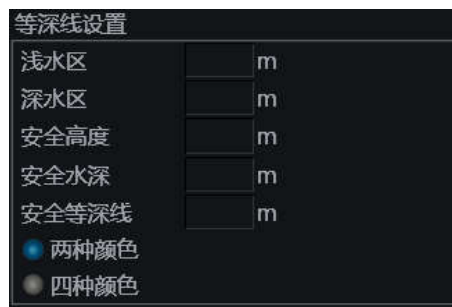 等深线设置
浅水区 m
深水区 m
安全高度 m
安全水深 m
安全等深线 m
两种颜色
四种颜色